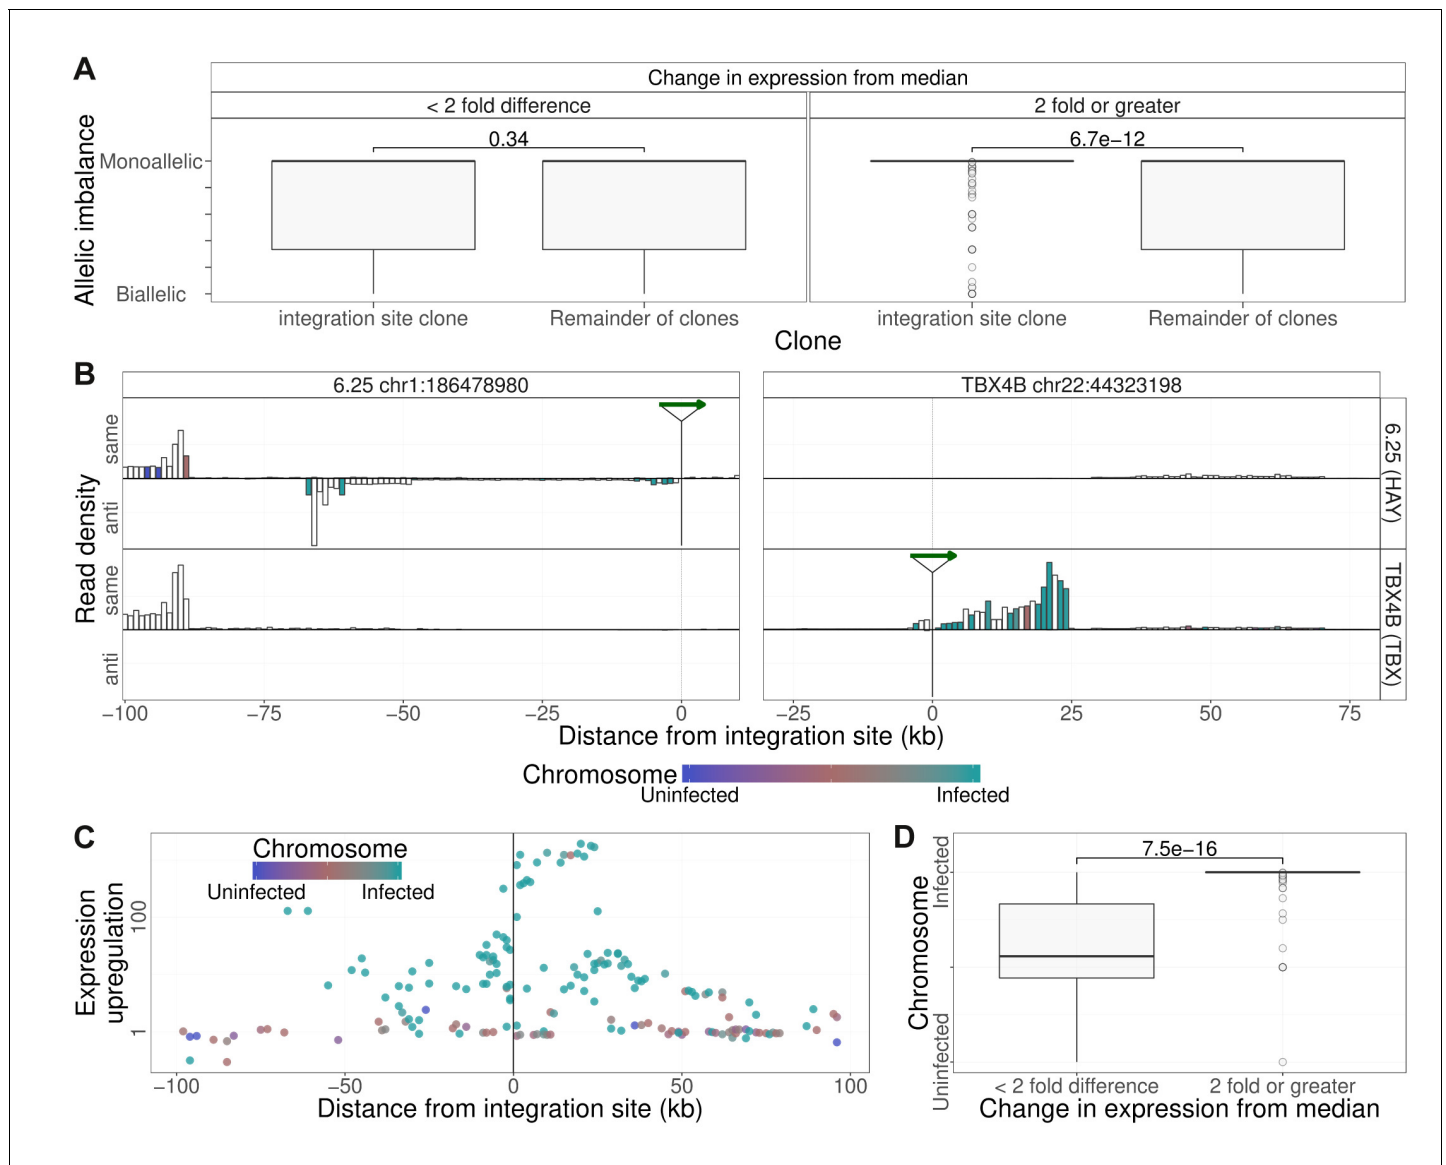 A
Change in expression from median
< 2 fold difference
2 fold or greater
Allelic imbalance
Monoallelic
Biallelic
0.34
6.7e−12
integration site clone
Remainder of clones
integration site clone
Remainder of clones
Clone
B
6.25 chr1:186478980
TBX4B chr22:44323198
Read density
same
anti
same
anti
6.25 (HAY)
TBX4B (TBX)
−100
−75
−50
−25
0
−25
0
25
50
75
Distance from integration site (kb)
Chromosome
Uninfected
Infected
C
Chromosome
Uninfected
Infected
Expression
upregulation
100
1
−100
−50
0
50
100
Distance from integration site (kb)
D
7.5e−16
Chromosome
Infected
Uninfected
< 2 fold difference
2 fold or greater
Change in expression from median